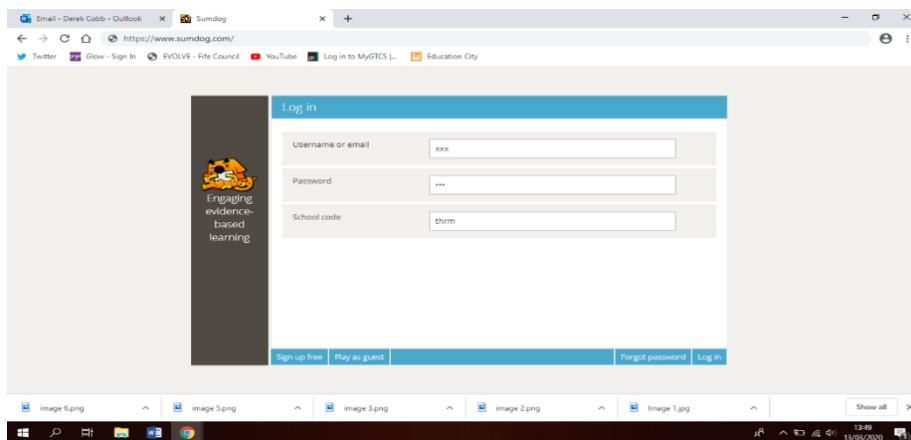 Email - Derek Cobb - Outlook
Sumdog
https://www.sumdog.com/
Twitter Glow - Sign In EVOLVE - Fife Council YouTube Log in to MyGTCS |... Education City
Log in
Username or email xxx
Password
School code thrm
Engaging
evidence-
based
learning
Sign up free Play as guest Forgot password Log in
image 6.png image 5.png image 3.png image 2.png Image 1.jpg Show all
13:49
13/03/2020